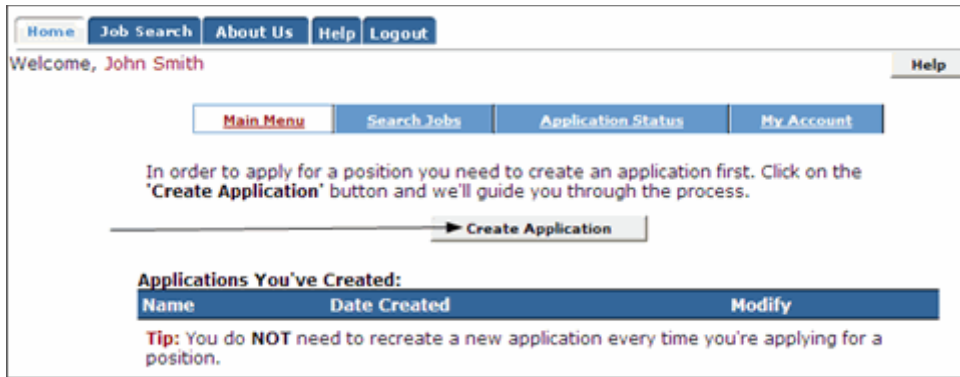 Home Job Search About Us Help Logout
Welcome, John Smith Help
Main Menu Search Jobs Application Status My Account
In order to apply for a position you need to create an application first. Click on the
'Create Application' button and we'll guide you through the process.
Create Application
Applications You've Created:
Name Date Created Modify
Tip: You do NOT need to recreate a new application every time you're applying for a
position.